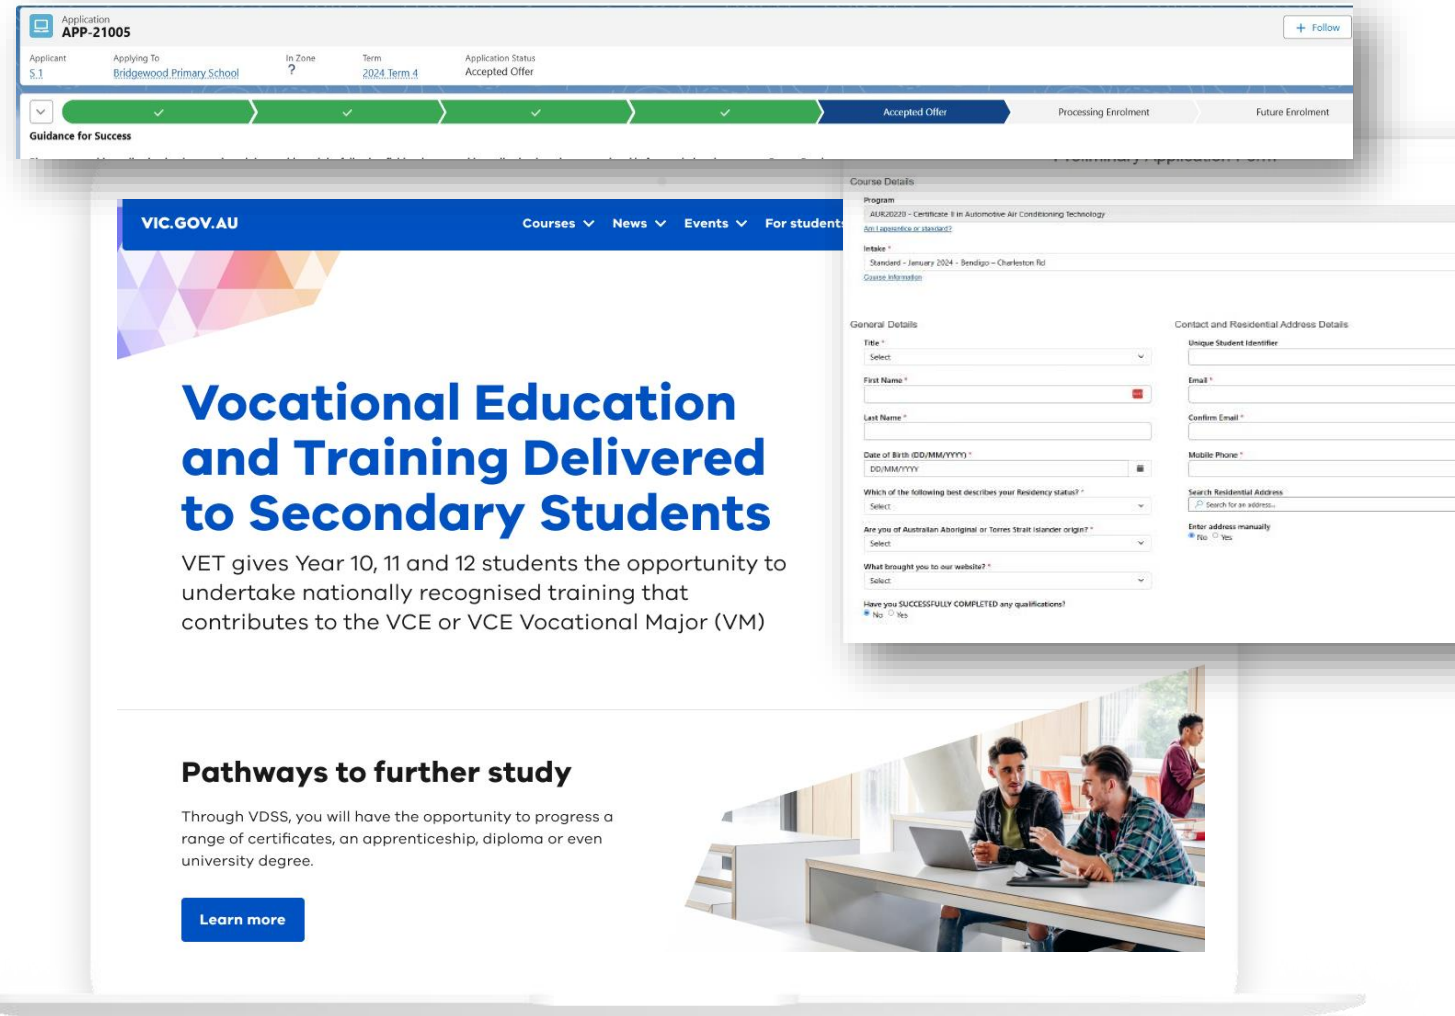 Application
APP-21005
+ Follow
Applicant
Applying To
In Zone
Term
Application Status
S 1
Bridgewood Primary School
?
2024 Term 4
Accepted Offer
Accepted Offer
Processing Enrolment
Future Enrolment
Guidance for Success
VIC.GOV.AU
Courses
News
Events
For students
Vocational Education
and Training Delivered
to Secondary Students
VET gives Year 10, 11 and 12 students the opportunity to
undertake nationally recognised training that
contributes to the VCE or VCE Vocational Major (VM)
Pathways to further study
Through VDSS, you will have the opportunity to progress a
range of certificates, an apprenticeship, diploma or even
university degree.
Learn more
Preliminary Application Form
Course Details
Program
AUR20220 - Certificate II in Automotive Air Conditioning Technology
Am I apprentice or standard?
Intake *
Standard - January 2024 - Bendigo - Charleston Rd
Course Information
General Details
Title *
Select
First Name *
Last Name *
Date of Birth (DD/MM/YYYY) *
DD/MM/YYYY
Which of the following best describes your Residency status? *
Select
Are you of Australian Aboriginal or Torres Strait Islander origin? *
Select
What brought you to our website? *
Select
Have you SUCCESSFULLY COMPLETED any qualifications?
No Yes
Contact and Residential Address Details
Unique Student Identifier
Email *
Confirm Email *
Mobile Phone *
Search Residential Address
Search for an address...
Enter address manually
No Yes